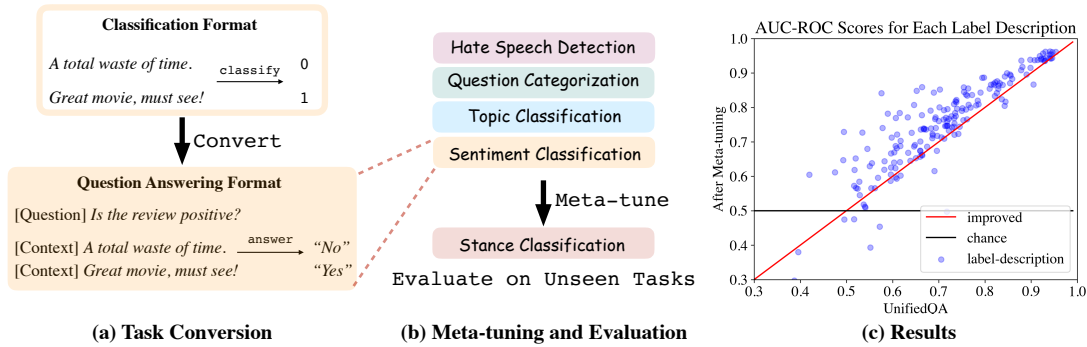 Classification Format
A total waste of time. classify 0
Great movie, must see! 1
Convert
Question Answering Format
[Question] Is the review positive?
[Context] A total waste of time. answer “No”
[Context] Great movie, must see! “Yes”
(a) Task Conversion
Hate Speech Detection
Question Categorization
Topic Classification
Sentiment Classification
Meta-tune
Stance Classification
Evaluate on Unseen Tasks
(b) Meta-tuning and Evaluation
AUC-ROC Scores for Each Label Description
1.0
0.9
0.8
0.7
0.6
0.5
0.4
0.3
After Meta-tuning
improved
chance
label-description
0.3 0.4 0.5 0.6 0.7 0.8 0.9 1.0
UnifiedQA
(c) Results